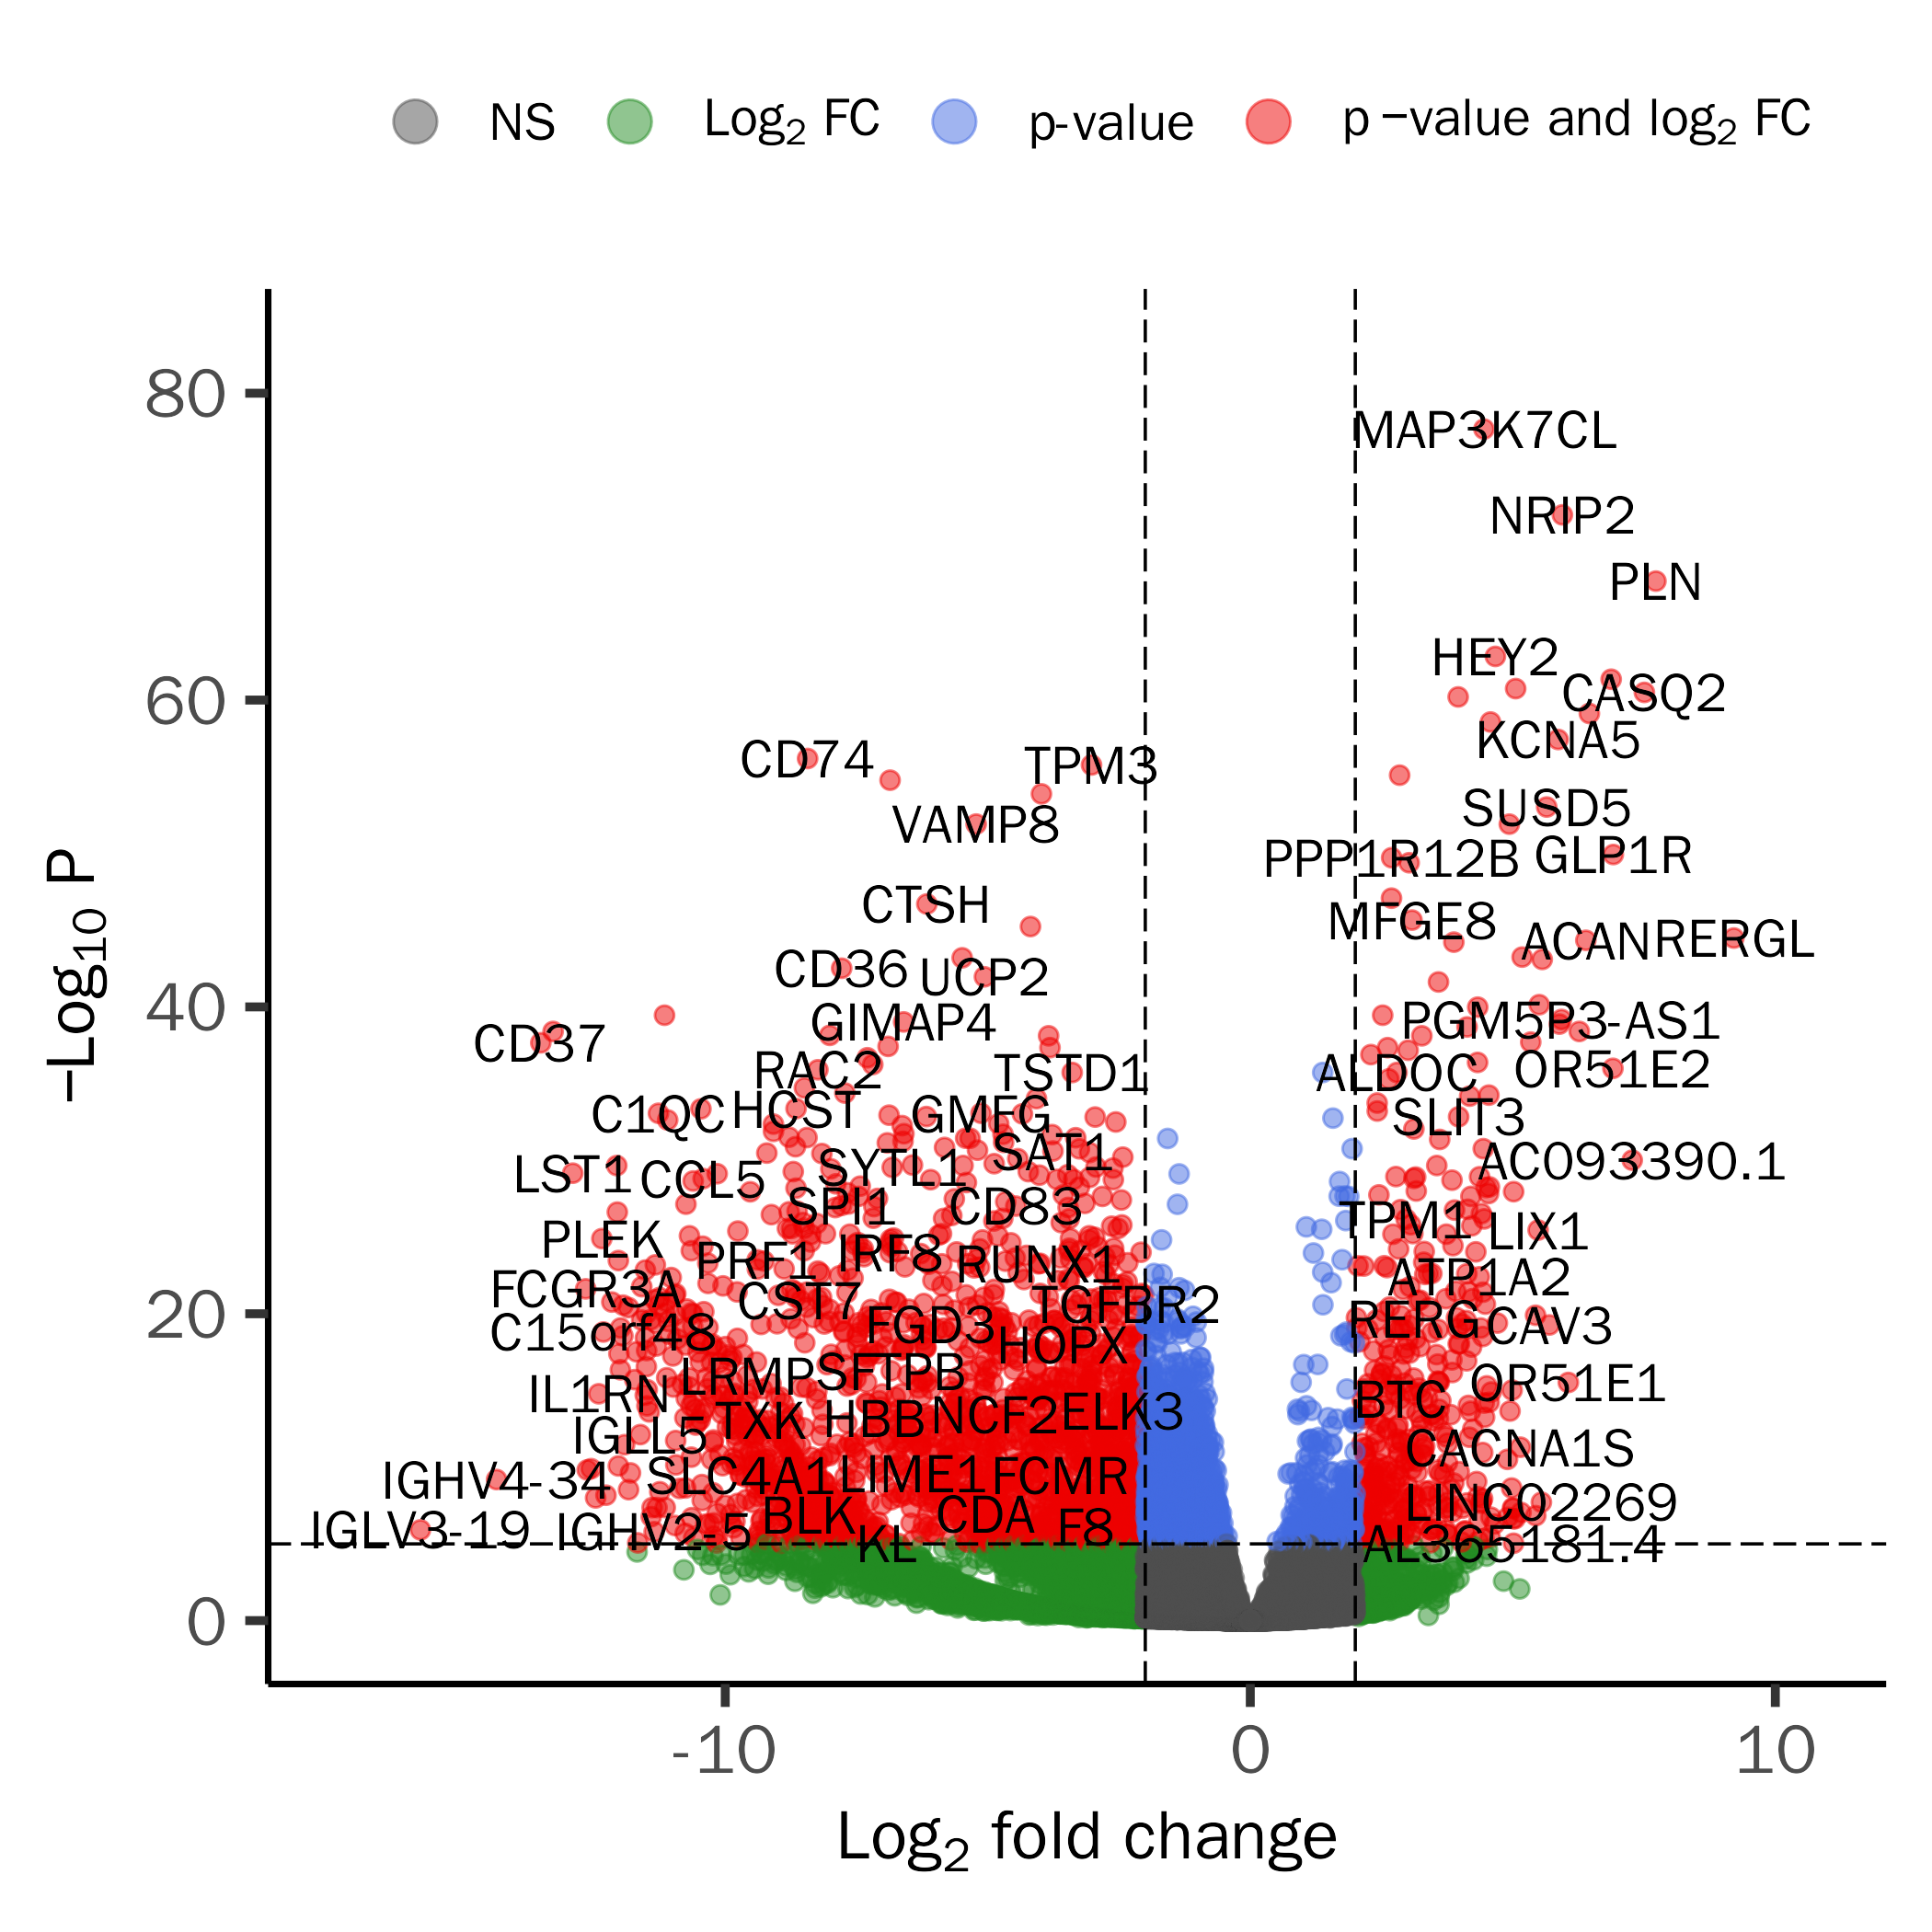 NS Log2 FC p-value p −value and log2 FC
−Log10 P
80
60
40
20
0
MAP3K7CL
NRIP2
PLN
HEY2
CASQ2
KCNA5
CD74 TPM3
SUSD5
VAMP8
PPP1R12B GLP1R
CTSH
MFGE8
ACAN RERGL
CD36 UCP2
GIMAP4 PGM5P3-AS1
CD37
RAC2 TSTD1 ALDOC OR51E2
C1QC HCST GMFG SLIT3
SAT1
LST1 CCL5 SYTL1 AC093390.1
SPI1 CD83
TPM1 LIX1
PLEK PRF1 IRF8 RUNX1
FCGR3A CST7 TGFBR2 ATP1A2
C15orf48 FGD3 HOPX RERG CAV3
LRMP SFTPB OR51E1
IL1RN BTC
IGLL5 TXK HBB NCF2 ELK3
CACNA1S
IGHV4-34 SLC4A1 LIME1 FCMR
LINC02269
IGLV3-19 IGHV2-5 BLK CDA F8
KL AL365181.4
-10 0 10
Log2 fold change